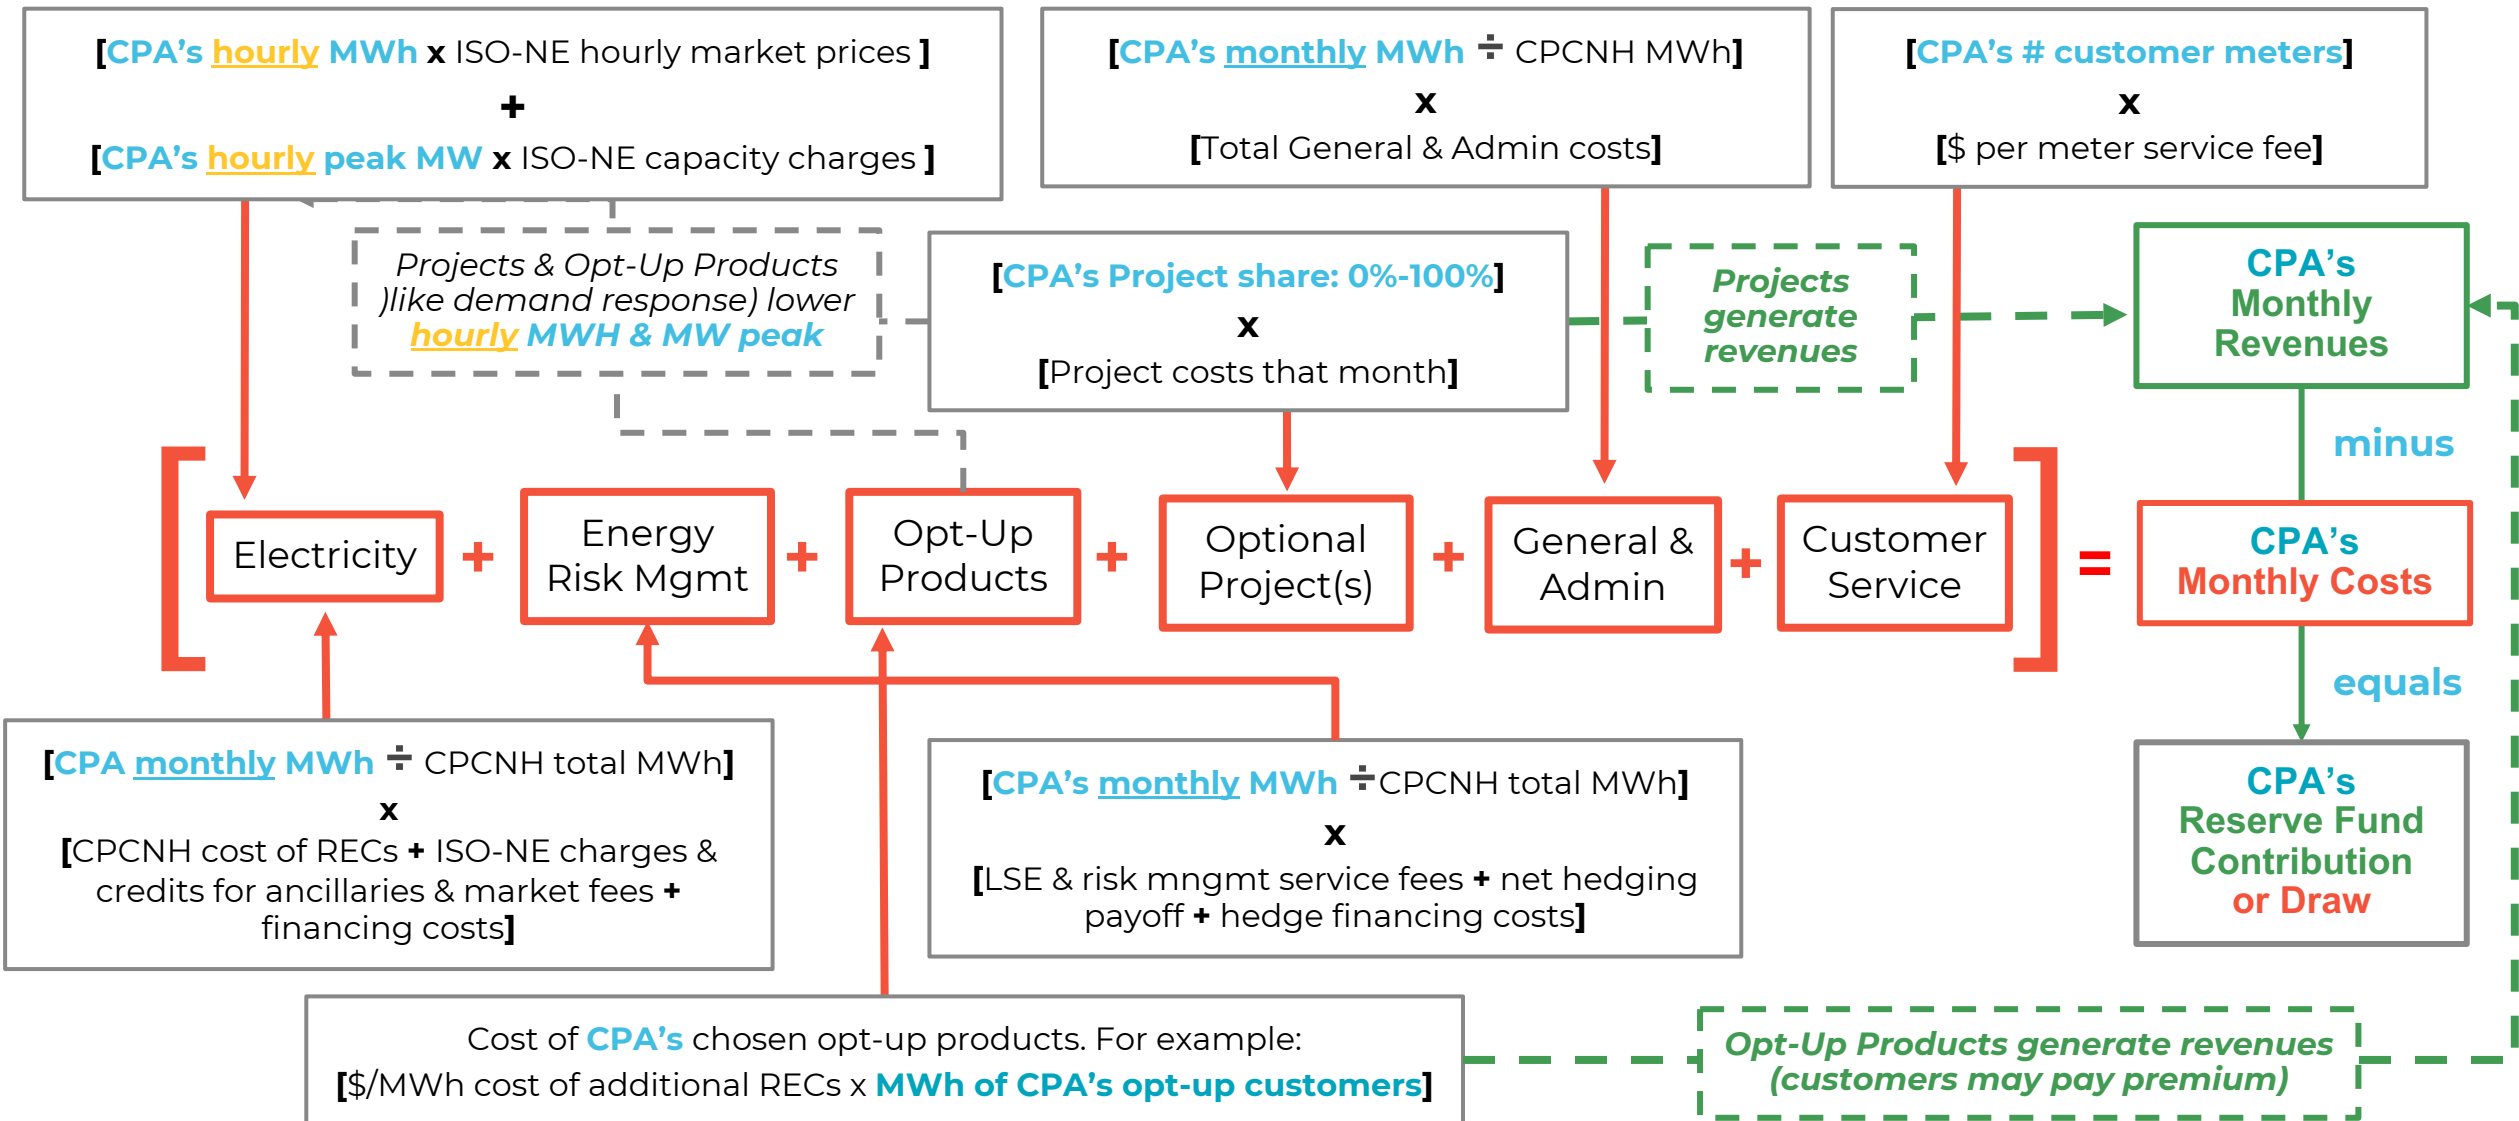 [CPA's hourly MWh x ISO-NE hourly market prices ]
+
[CPA's hourly peak MW x ISO-NE capacity charges ]
[CPA's monthly MWh ÷ CPCNH MWh]
x
[Total General & Admin costs]
[CPA's # customer meters]
x
[$ per meter service fee]
Projects & Opt-Up Products
)like demand response) lower
hourly MWH & MW peak
[CPA's Project share: 0%-100%]
x
[Project costs that month]
Projects
generate
revenues
CPA's
Monthly
Revenues
minus
[
Electricity
+
Energy
Risk Mgmt
+
Opt-Up
Products
+
Optional
Project(s)
+
General &
Admin
+
Customer
Service
]
=
CPA's
Monthly Costs
equals
[CPA monthly MWh ÷ CPCNH total MWh]
x
[CPCNH cost of RECs + ISO-NE charges &
credits for ancillaries & market fees +
financing costs]
[CPA's monthly MWh ÷CPCNH total MWh]
x
[LSE & risk mngmt service fees + net hedging
payoff + hedge financing costs]
CPA's
Reserve Fund
Contribution
or Draw
Cost of CPA's chosen opt-up products. For example:
[$/MWh cost of additional RECs x MWh of CPA's opt-up customers]
Opt-Up Products generate revenues
(customers may pay premium)